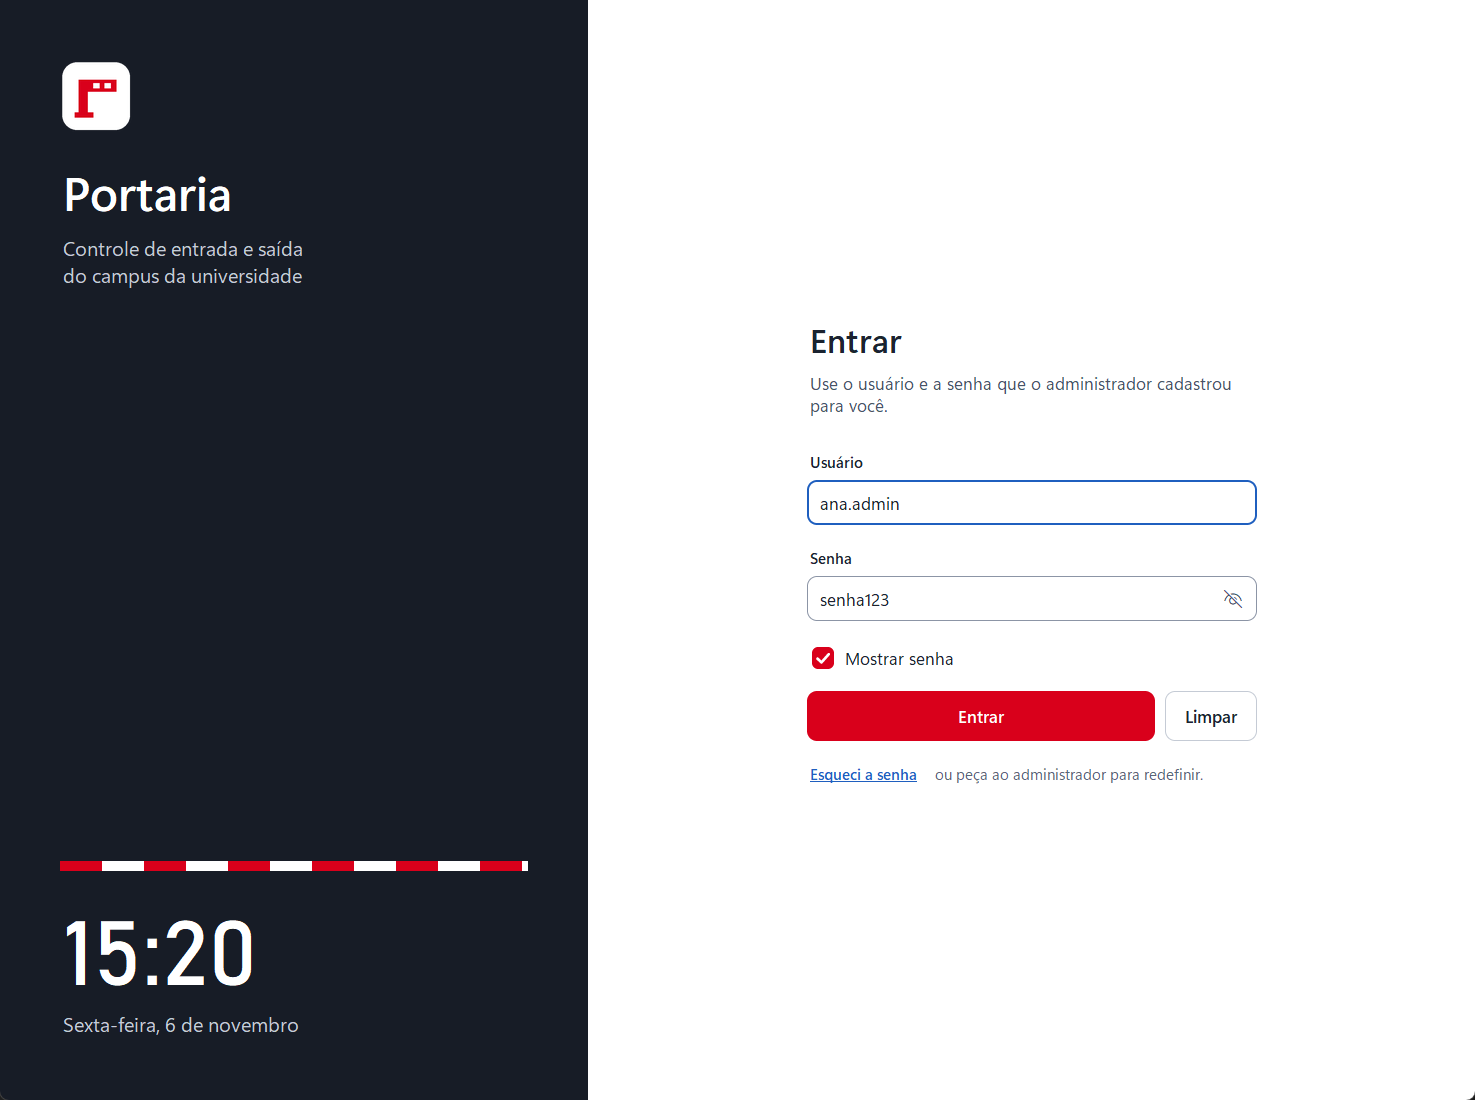 Portaria
Controle de entrada e saída
do campus da universidade
15:20
Sexta-feira, 6 de novembro
Entrar
Use o usuário e a senha que o administrador cadastrou
para você.
Usuário
ana.admin
Senha
senha123
Mostrar senha
Entrar
Limpar
Esqueci a senha ou peça ao administrador para redefinir.